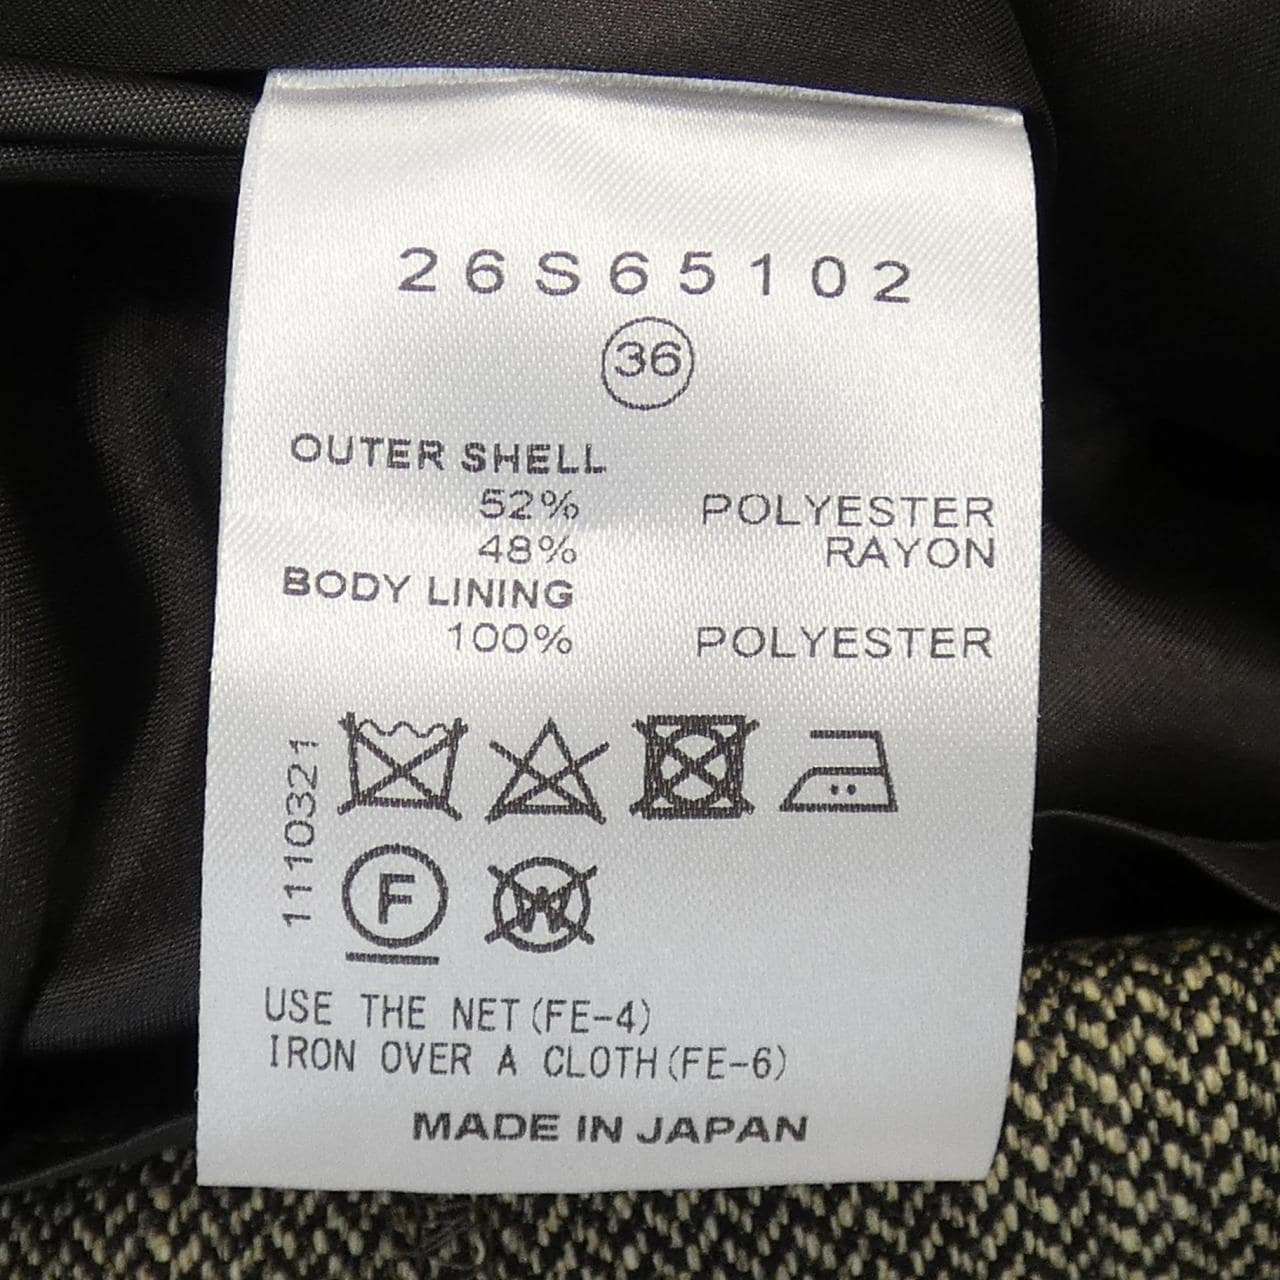 26S65102
36
OUTER SHELL
52% POLYESTER
48% RAYON
BODY LINING
100% POLYESTER
1110321
F
W
USE THE NET(FE-4)
IRON OVER A CLOTH(FE-6)
MADE IN JAPAN